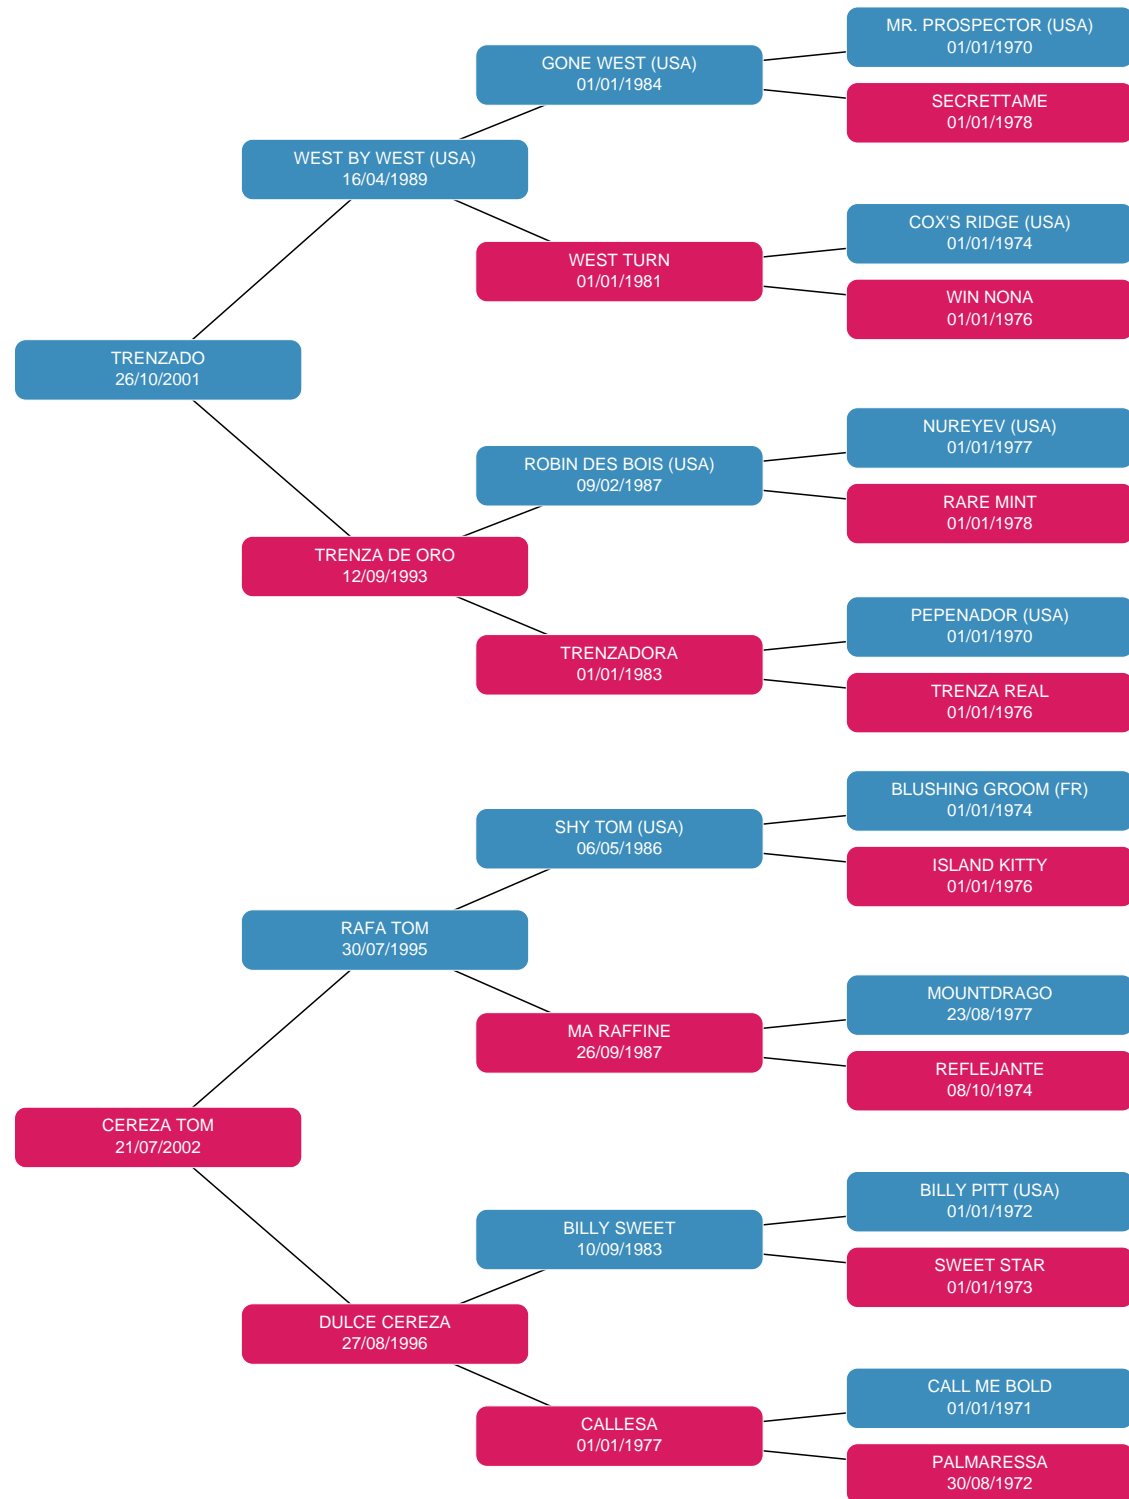 MR. PROSPECTOR (USA)
01/01/1970
GONE WEST (USA)
01/01/1984
SECRETTAME
01/01/1978
WEST BY WEST (USA)
16/04/1989
COX'S RIDGE (USA)
01/01/1974
WEST TURN
01/01/1981
WIN NONA
01/01/1976
TRENZADO
26/10/2001
NUREYEV (USA)
01/01/1977
ROBIN DES BOIS (USA)
09/02/1987
RARE MINT
01/01/1978
TRENZA DE ORO
12/09/1993
PEPENADOR (USA)
01/01/1970
TRENZADORA
01/01/1983
TRENZA REAL
01/01/1976
BLUSHING GROOM (FR)
01/01/1974
SHY TOM (USA)
06/05/1986
ISLAND KITTY
01/01/1976
RAFA TOM
30/07/1995
MOUNTDRAGO
23/08/1977
MA RAFFINE
26/09/1987
REFLEJANTE
08/10/1974
CEREZA TOM
21/07/2002
BILLY PITT (USA)
01/01/1972
BILLY SWEET
10/09/1983
SWEET STAR
01/01/1973
DULCE CEREZA
27/08/1996
CALL ME BOLD
01/01/1971
CALLESA
01/01/1977
PALMARESSA
30/08/1972